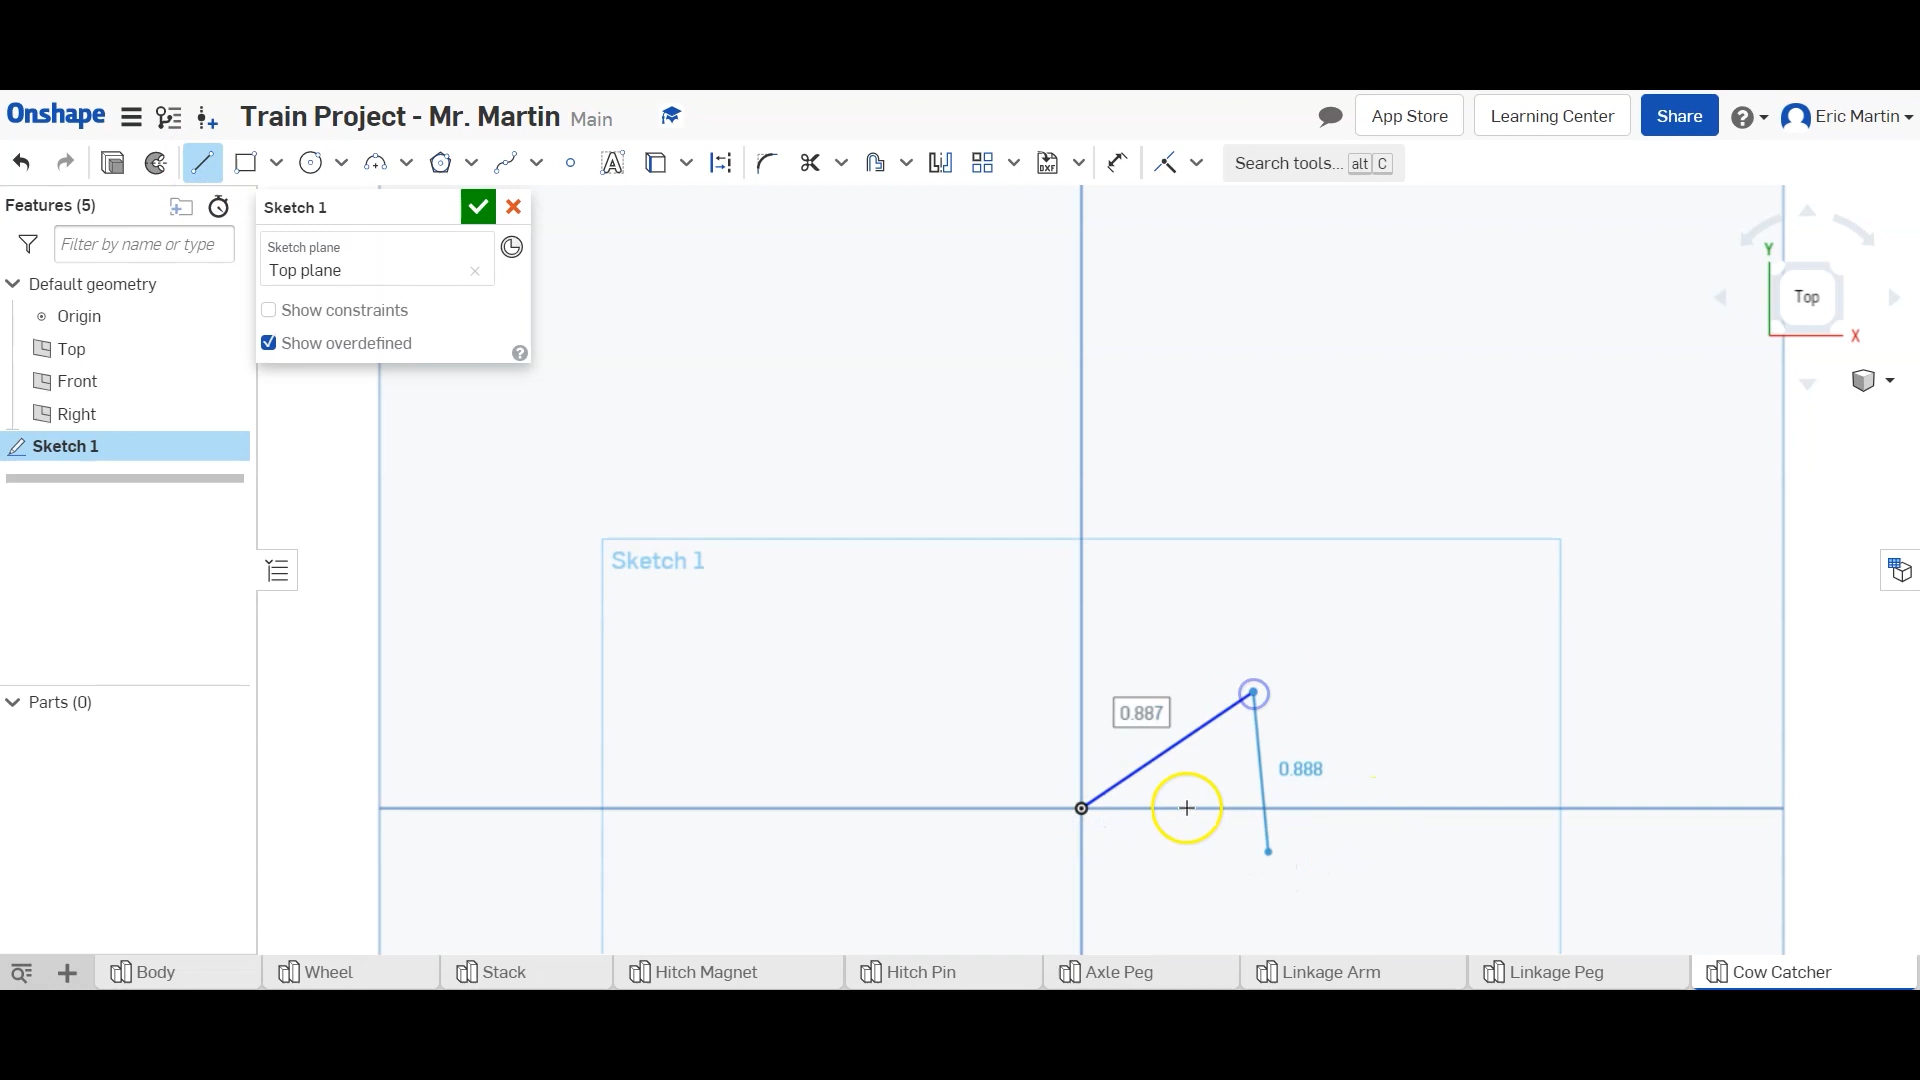 Onshape Train Project - Mr. Martin Main App Store Learning Center Share Eric Martin
Search tools... alt C
Features (5)
Filter by name or type
Default geometry
Origin
Top
Front
Right
Sketch 1
Parts (0)
Sketch 1
Sketch plane
Top plane
Show constraints
Show overdefined
Y
Top
X
Sketch 1
0.887
0.888
Body Wheel Stack Hitch Magnet Hitch Pin Axle Peg Linkage Arm Linkage Peg Cow Catcher